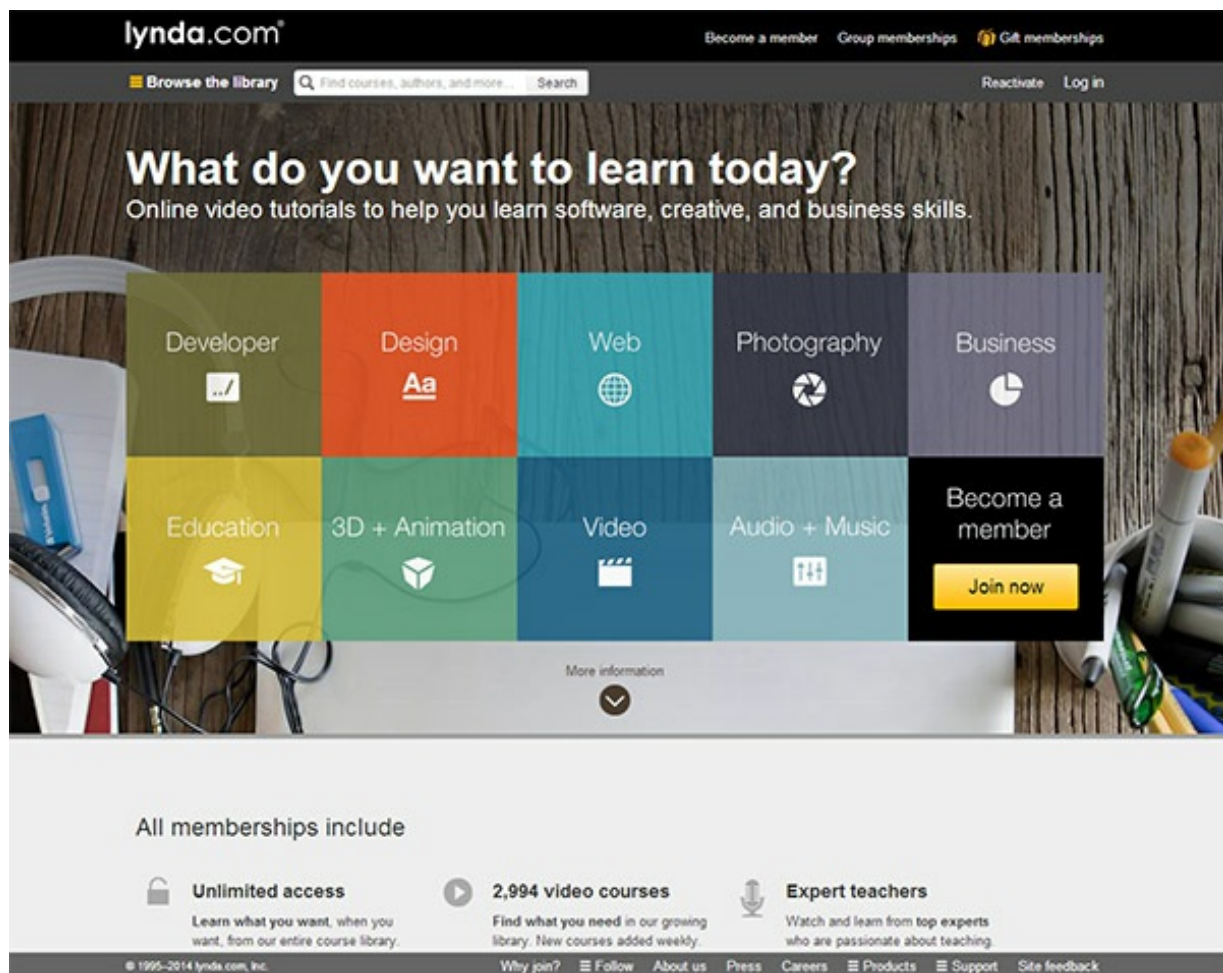 lynda.com®
Become a member Group memberships Gift memberships
Browse the library Find courses, authors, and more... Search Reactivate Log in
What do you want to learn today?
Online video tutorials to help you learn software, creative, and business skills.
Developer Design Web Photography Business
Aa
Education 3D + Animation Video Audio + Music Become a member
Join now
More information
All memberships include
Unlimited access 2,994 video courses Expert teachers
Learn what you want, when you Find what you need in our growing Watch and learn from top experts
want, from our entire course library. library. New courses added weekly. who are passionate about teaching.
© 1995–2014 lynda.com, Inc. Why join? Follow About us Press Careers Products Support Site feedback